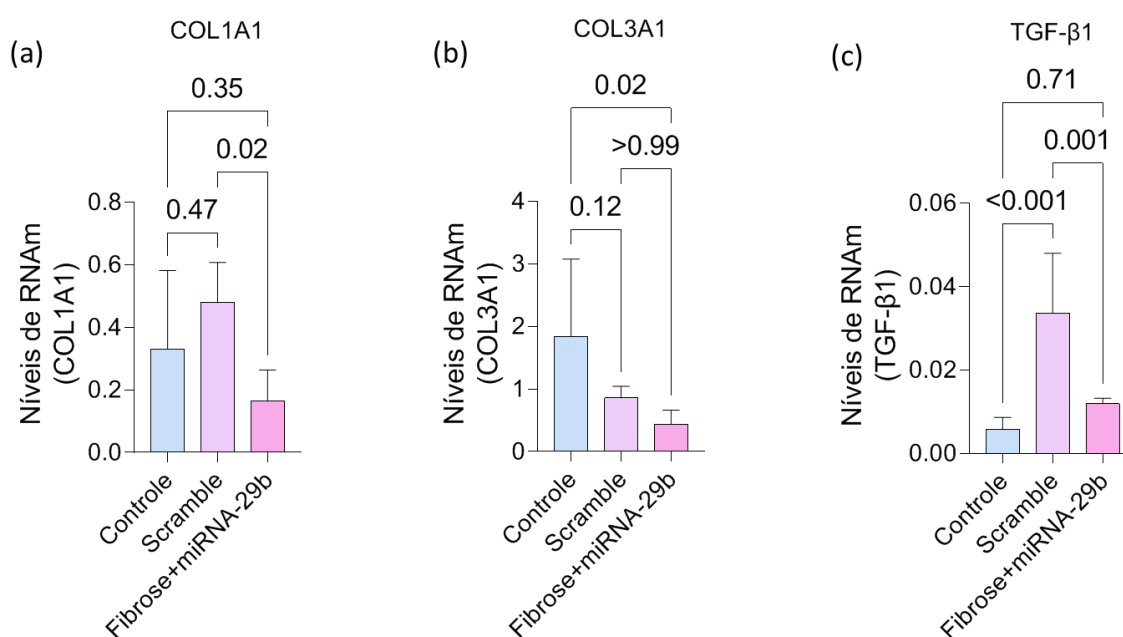 (a)
COL1A1
0.35
0.02
0.47
0.8
0.6
0.4
0.2
0.0
Níveis de RNAm
(COL1A1)
Controle
Scramble
Fibrose+miRNA-29b
(b)
COL3A1
0.02
>0.99
0.12
4
3
2
1
0
Níveis de RNAm
(COL3A1)
Controle
Scramble
Fibrose+miRNA-29b
(c)
TGF-β1
0.71
0.001
<0.001
0.06
0.04
0.02
0.00
Níveis de RNAm
(TGF-β1)
Controle
Scramble
Fibrose+miRNA-29b